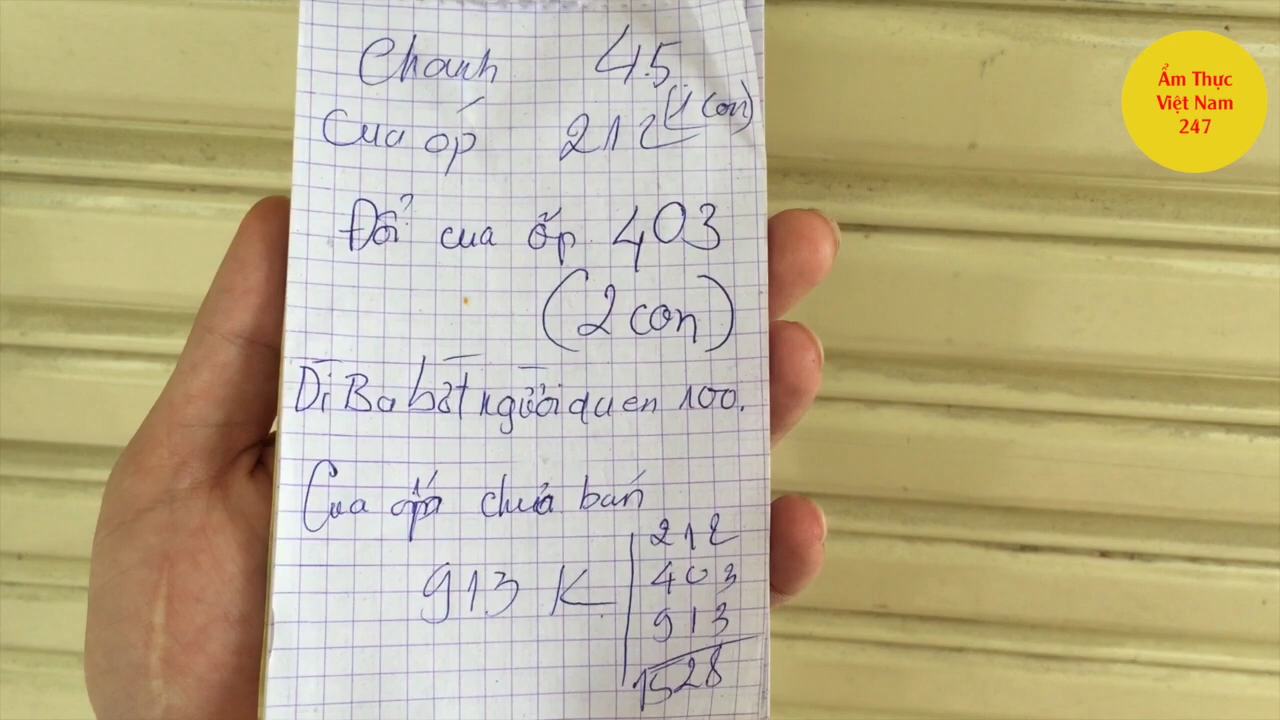 Chanh 45
Cua ốp 212 (1 con)
Đổi cua ốp 403
(2 con)
Dì Ba bắt người quen 100.
Cua ốp chưa bán
913 K
212
403
913
1528
Ẩm Thực
Việt Nam
247